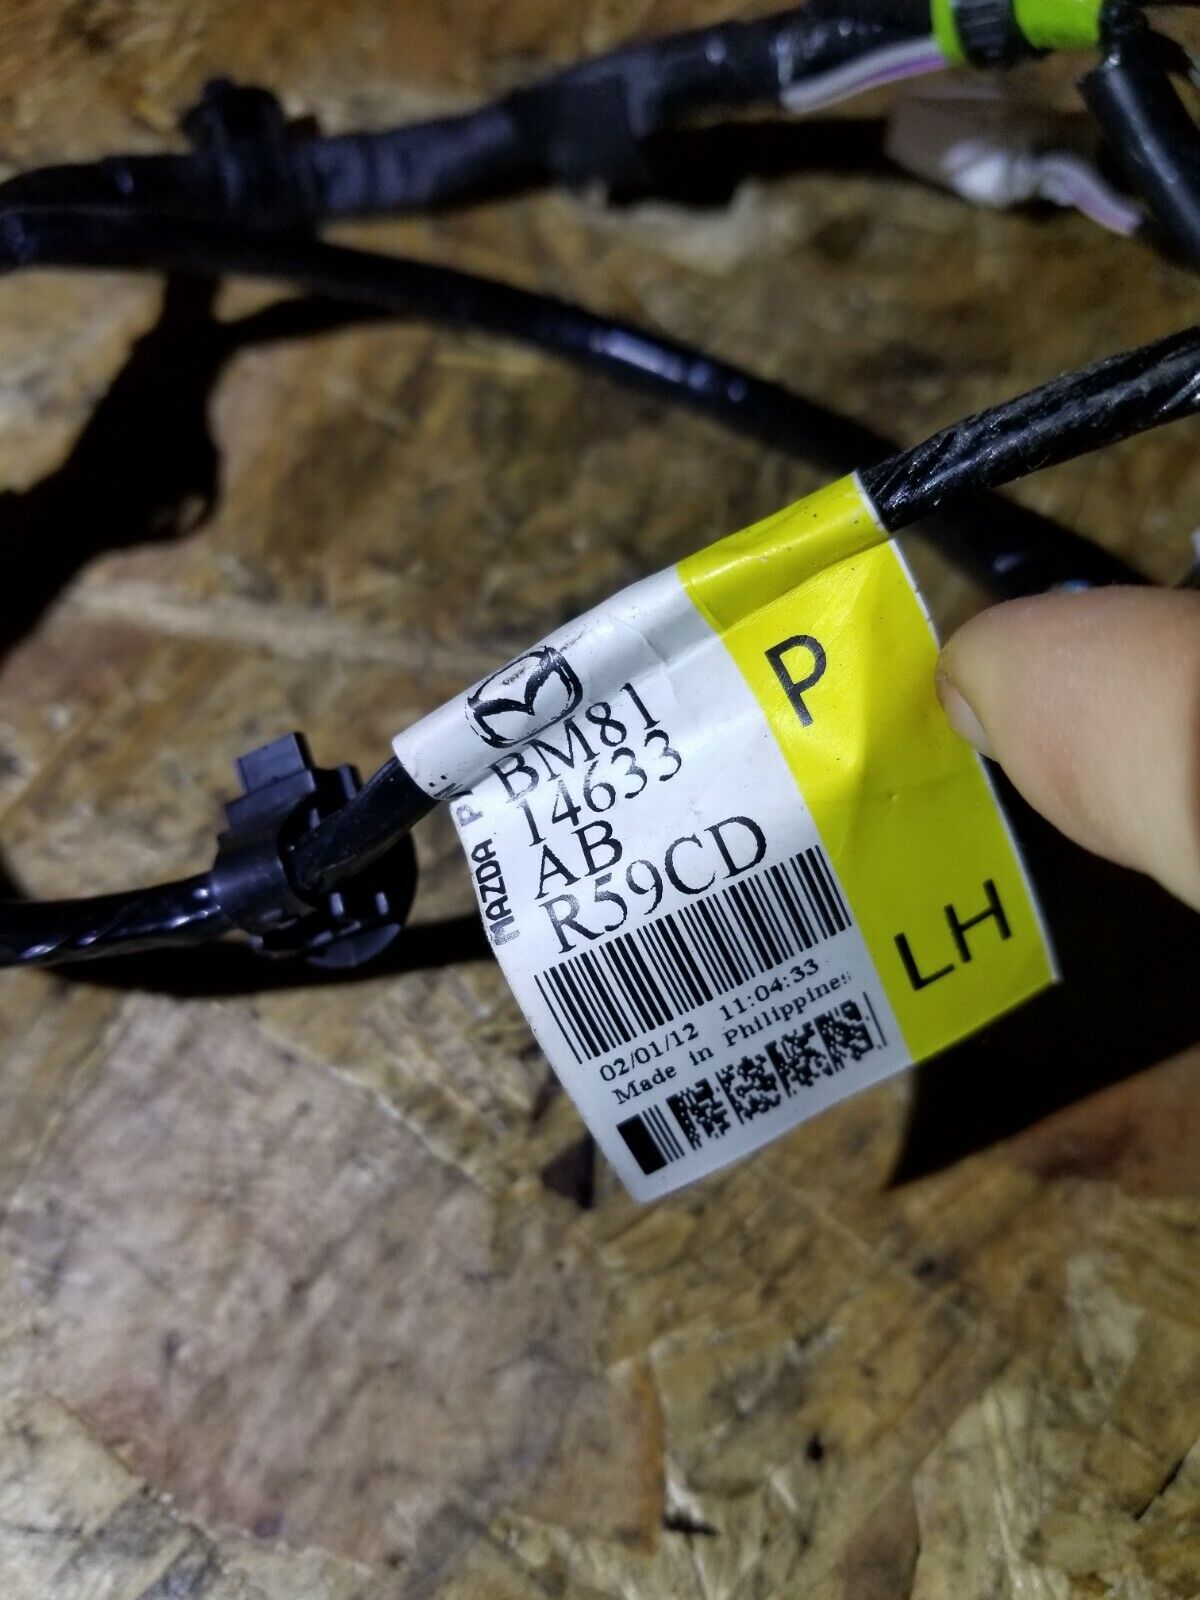 BM81
14633
AB
R59CD
MAZDA
02/01/12 11:04:33
Made in Philippines
P
LH